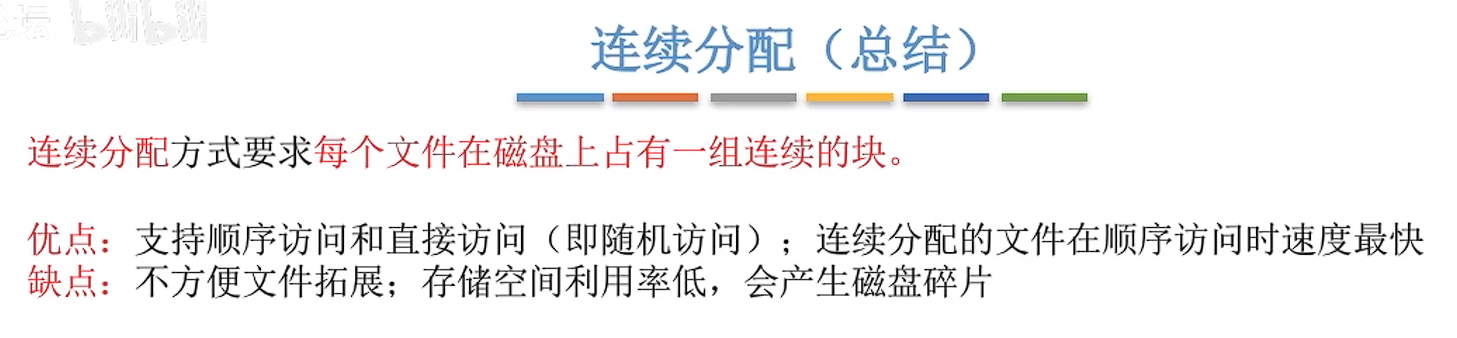 坛 bilibili
连续分配（总结）
连续分配方式要求每个文件在磁盘上占有一组连续的块。
优点：支持顺序访问和直接访问（即随机访问）；连续分配的文件在顺序访问时速度最快
缺点：不方便文件拓展；存储空间利用率低，会产生磁盘碎片